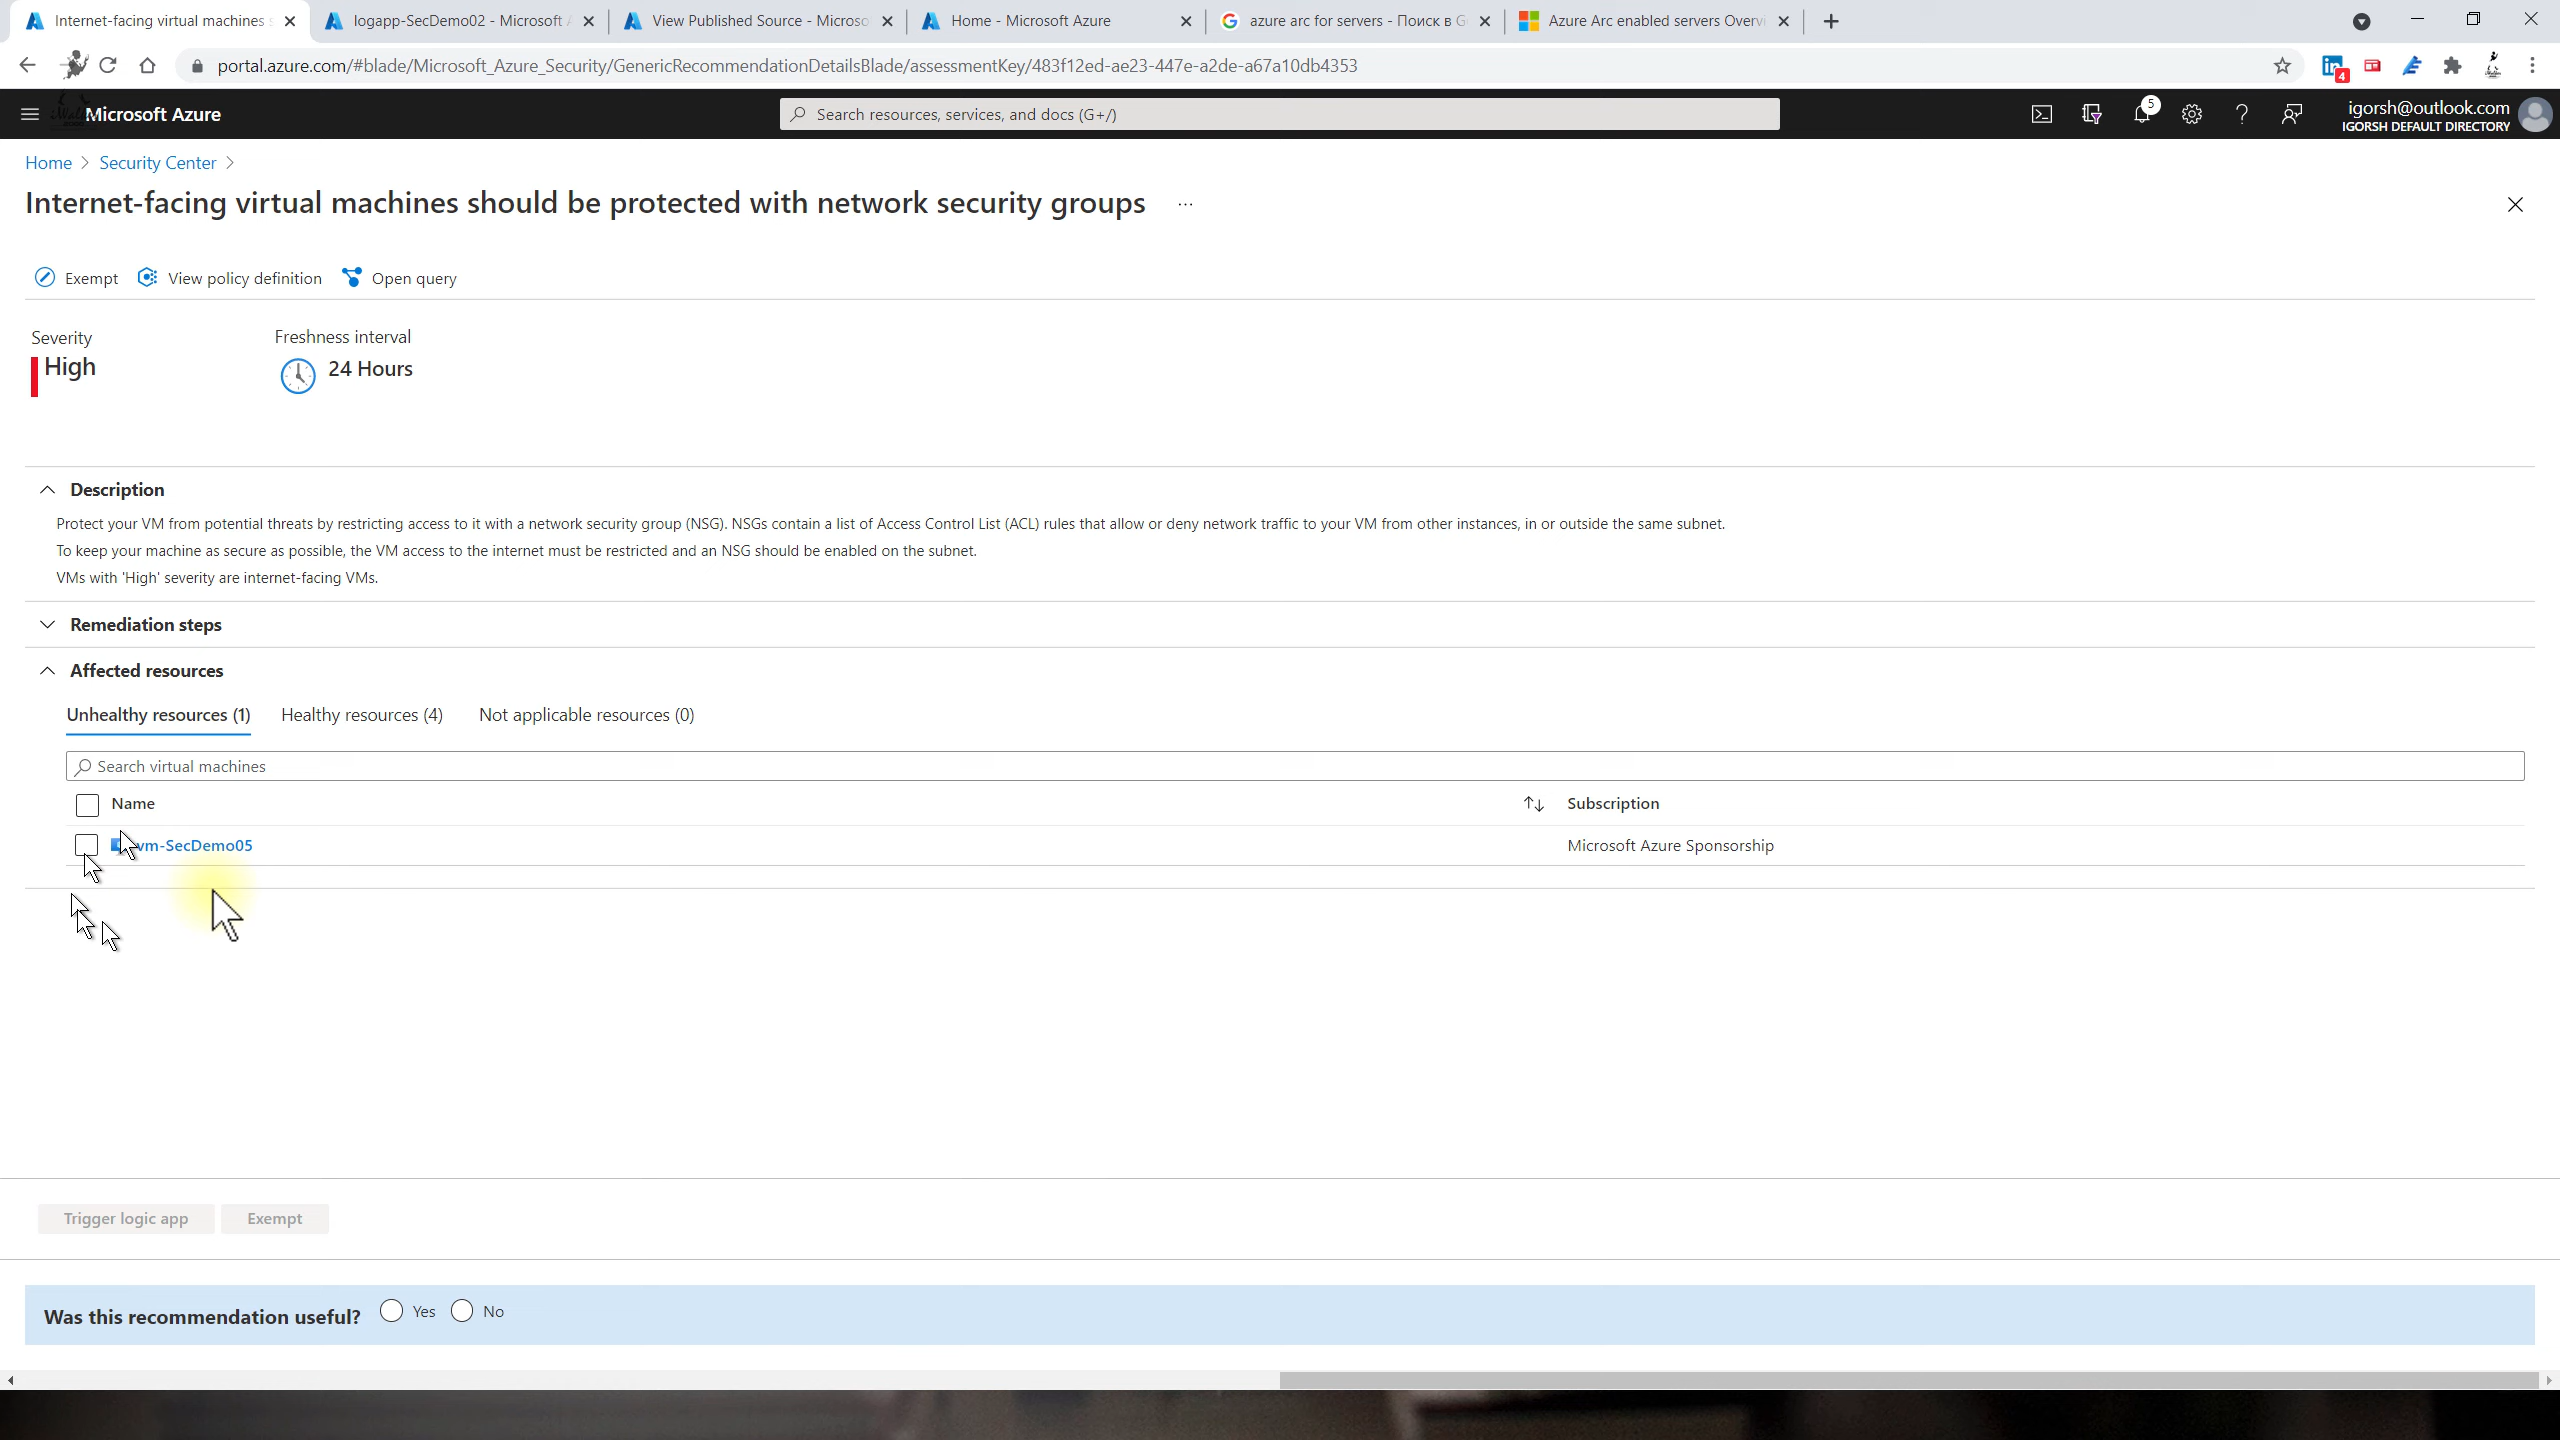 Internet-facing virtual machines s
logapp-SecDemo02 - Microsoft A
View Published Source - Microso
Home - Microsoft Azure
azure arc for servers - Поиск в G
Azure Arc enabled servers Overvi
portal.azure.com/#blade/Microsoft_Azure_Security/GenericRecommendationDetailsBlade/assessmentKey/483f12ed-ae23-447e-a2de-a67a10db4353
4
Microsoft Azure
Search resources, services, and docs (G+/)
5
igorsh@outlook.com
IGORSH DEFAULT DIRECTORY
Home > Security Center >
Internet-facing virtual machines should be protected with network security groups ...
Exempt
View policy definition
Open query
Severity
High
Freshness interval
24 Hours
Description
Protect your VM from potential threats by restricting access to it with a network security group (NSG). NSGs contain a list of Access Control List (ACL) rules that allow or deny network traffic to your VM from other instances, in or outside the same subnet.
To keep your machine as secure as possible, the VM access to the internet must be restricted and an NSG should be enabled on the subnet.
VMs with 'High' severity are internet-facing VMs.
Remediation steps
Affected resources
Unhealthy resources (1)
Healthy resources (4)
Not applicable resources (0)
Search virtual machines
Name
Subscription
vm-SecDemo05
Microsoft Azure Sponsorship
Trigger logic app
Exempt
Was this recommendation useful?
Yes
No